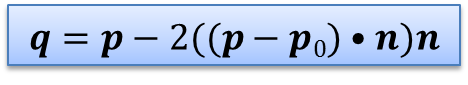 q = p − 2((p − p₀) • n)n